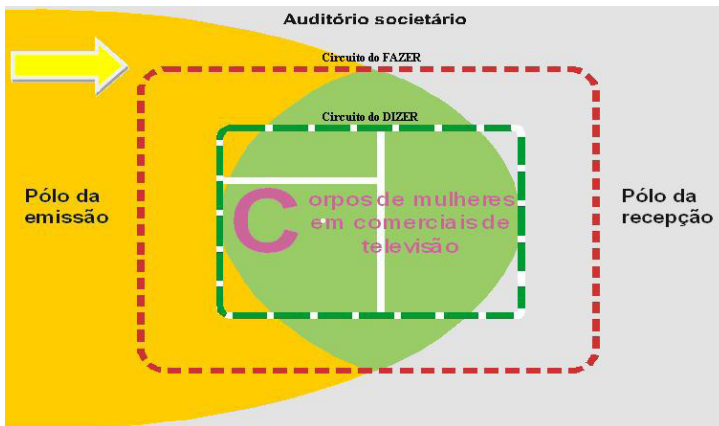 Auditório societário
Circuito do FAZER
Circuito do DIZER
Pólo da
emissão
Corpos de mulheres
em comerciais de
televisão
Pólo da
recepção